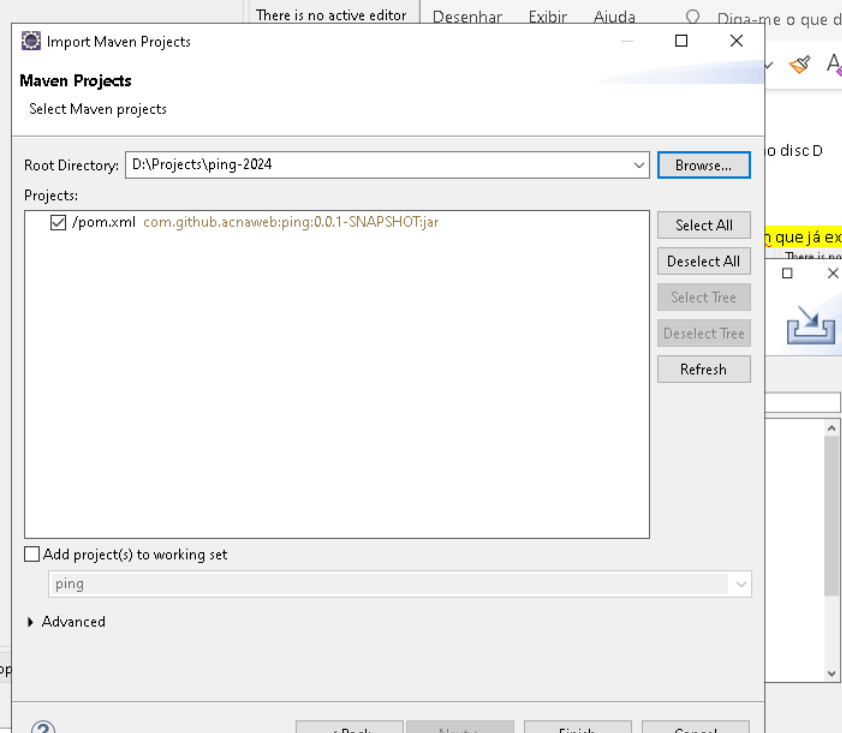 There is no active editor
Desenhar Exibir Ajuda Diga-me o que d
Import Maven Projects
Maven Projects
Select Maven projects
o disc D
Root Directory: D:\Projects\ping-2024 Browse...
Projects:
/pom.xml com.github.acnaweb:ping:0.0.1-SNAPSHOT:jar
Select All
que já ex
There is no
Deselect All
Select Tree
Deselect Tree
Refresh
Add project(s) to working set
ping
Advanced
op
< Back Next > Finish Cancel